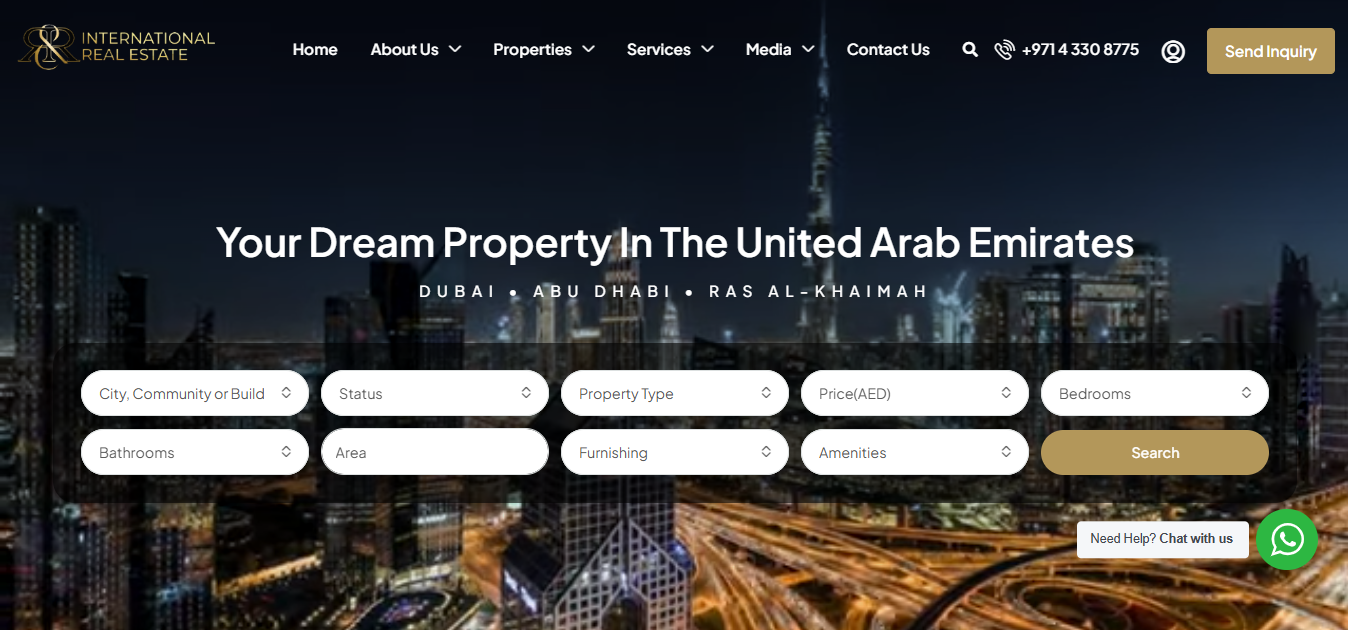 INTERNATIONAL
REAL ESTATE
Home About Us Properties Services Media Contact Us +971 4 330 8775 Send Inquiry
Your Dream Property In The United Arab Emirates
DUBAI • ABU DHABI • RAS AL-KHAIMAH
City, Community or Build Status Property Type Price(AED) Bedrooms
Bathrooms Area Furnishing Amenities Search
Need Help? Chat with us